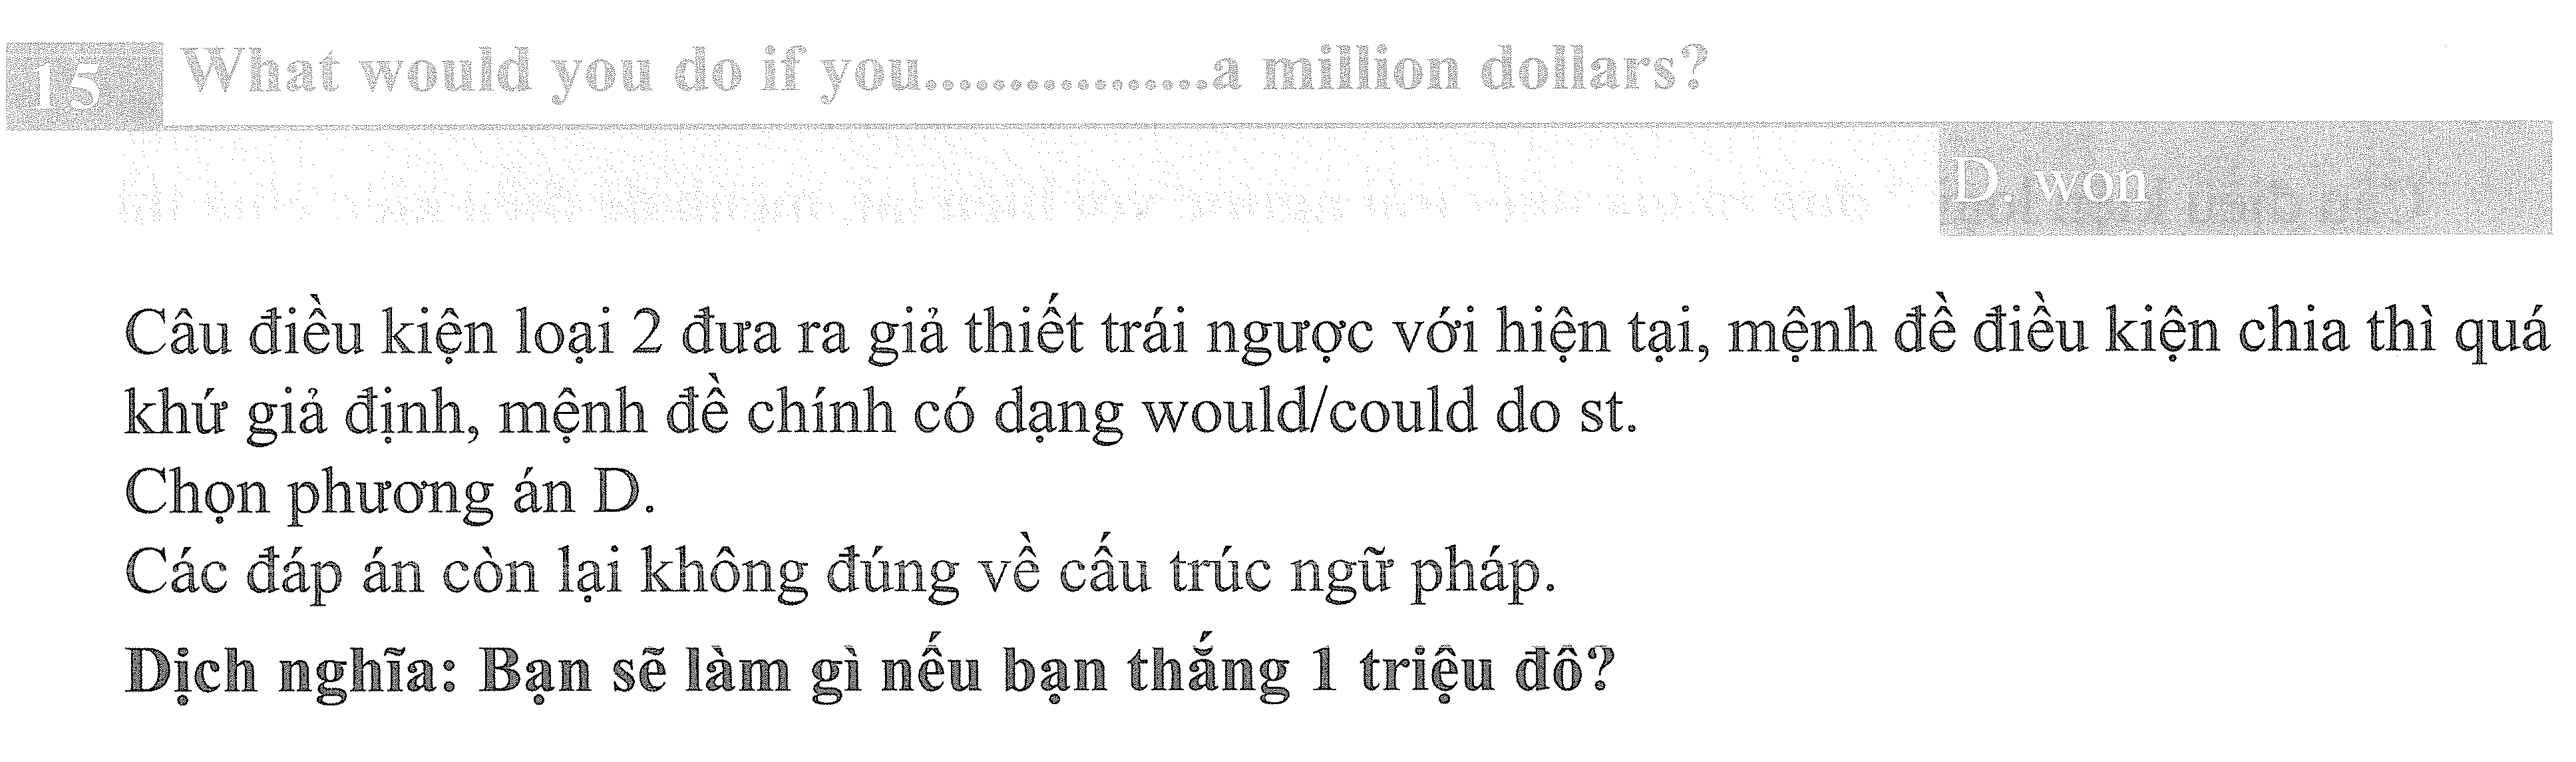 15 What would you do if you.................a million dollars?
D. won
Câu điều kiện loại 2 đưa ra giả thiết trái ngược với hiện tại, mệnh đề điều kiện chia thì quá
khứ giả định, mệnh đề chính có dạng would/could do st.
Chọn phương án D.
Các đáp án còn lại không đúng về cấu trúc ngữ pháp.
Dịch nghĩa: Bạn sẽ làm gì nếu bạn thắng 1 triệu đô?